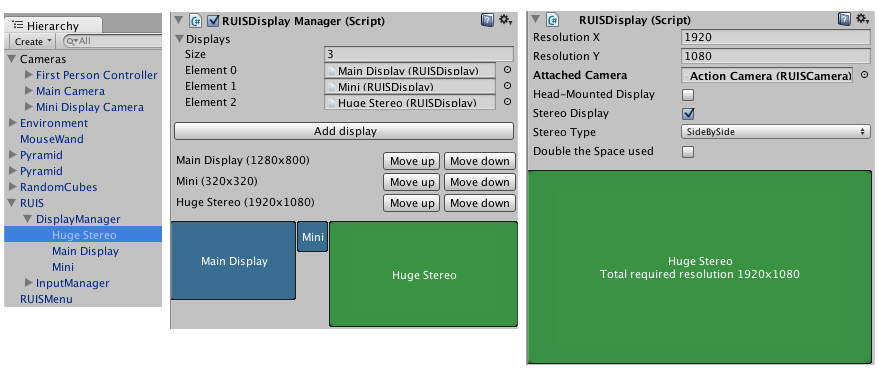 Hierarchy
Create
All
Cameras
First Person Controller
Main Camera
Mini Display Camera
Environment
MouseWand
Pyramid
Pyramid
RandomCubes
RUIS
DisplayManager
Huge Stereo
Main Display
Mini
InputManager
RUISMenu
RUISDisplay Manager (Script)
Displays
Size 3
Element 0 Main Display (RUISDisplay)
Element 1 Mini (RUISDisplay)
Element 2 Huge Stereo (RUISDisplay)
Add display
Main Display (1280x800) Move up Move down
Mini (320x320) Move up Move down
Huge Stereo (1920x1080) Move up Move down
Main Display
Mini
Huge Stereo
RUISDisplay (Script)
Resolution X 1920
Resolution Y 1080
Attached Camera Action Camera (RUISCamera)
Head-Mounted Display
Stereo Display
Stereo Type SideBySide
Double the Space used
Huge Stereo
Total required resolution 1920x1080